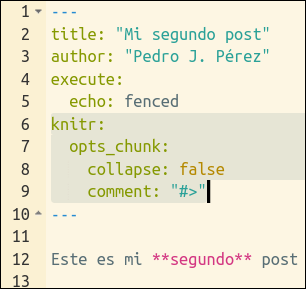 1 ---
2 title: "Mi segundo post"
3 author: "Pedro J. Pérez"
4 execute:
5   echo: fenced
6 knitr:
7   opts_chunk:
8     collapse: false
9     comment: "#>"
10 ---
11
12 Este es mi **segundo** post
13